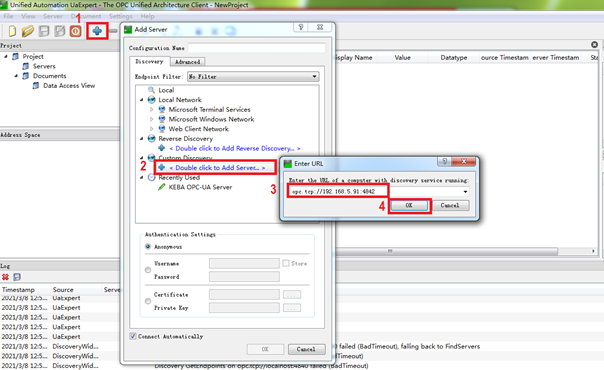 Unified Automation UaExpert - The OPC Unified Architecture Client - NewProject
File View Server Document Settings Help
1
Project
Project
Servers
Documents
Data Access View
Address Space
Add Server
Configuration Name
Discovery Advanced
Endpoint Filter: No Filter
Local
Local Network
Microsoft Terminal Services
Microsoft Windows Network
Web Client Network
Reverse Discovery
< Double click to Add Reverse Discovery... >
Custom Discovery
2
< Double click to Add Server... >
Recently Used
KEBA OPC-UA Server
Authentication Settings
Anonymous
Username
Store
Password
Certificate
...
Private Key
...
Connect Automatically
OK Cancel
Display Name Value Datatype ource Timestam erver Timestam Sta
Enter URL
Enter the URL of a computer with discovery service running:
3
opc.tcp://192.168.5.91:4842
4
OK Cancel
Log
Timestamp Source Server
2021/3/8 12:5... UaExpert
2021/3/8 12:5... UaExpert
2021/3/8 12:5... UaExpert
2021/3/8 12:5... UaExpert
2021/3/8 12:5... DiscoveryWid...
40 failed (BadTimeout), falling back to FindServers
2021/3/8 12:5... DiscoveryWid...
adTimeout)
2021/3/8 12:5... DiscoveryWid...
Discovery GetEndpoints on opc.tcp://localhost:4840 failed (BadTimeout)